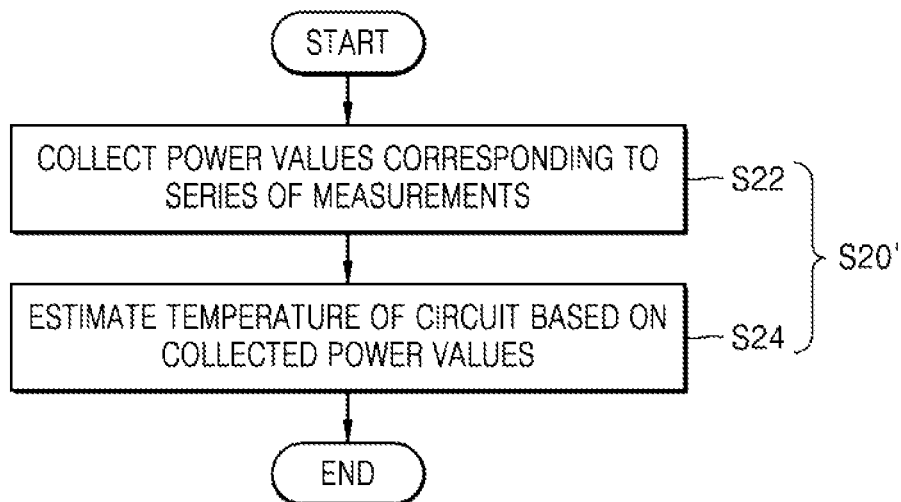 START
COLLECT POWER VALUES CORRESPONDING TO
SERIES OF MEASUREMENTS
S22
S20'
ESTIMATE TEMPERATURE OF CIRCUIT BASED ON
COLLECTED POWER VALUES
S24
END